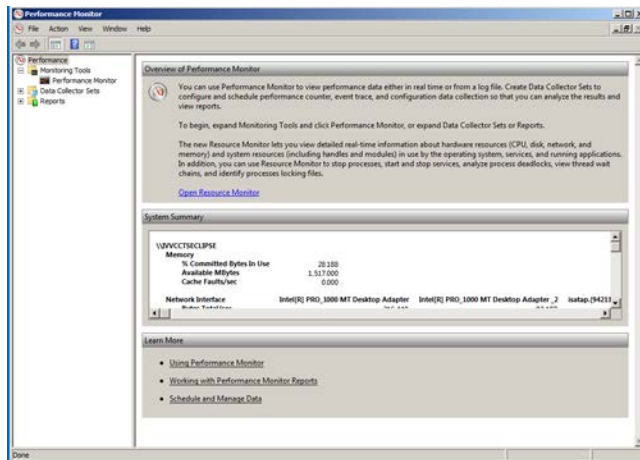 Performance Monitor
File Action View Window Help
Performance
Monitoring Tools
Performance Monitor
Data Collector Sets
Reports
Overview of Performance Monitor
You can use Performance Monitor to view performance data either in real time or from a log file. Create Data Collector Sets to
configure and schedule performance counter, event trace, and configuration data collection so that you can analyze the results and
view reports.
To begin, expand Monitoring Tools and click Performance Monitor, or expand Data Collector Sets or Reports.
The new Resource Monitor lets you view detailed real-time information about hardware resources (CPU, disk, network, and
memory) and system resources (including handles and modules) in use by the operating system, services, and running applications.
In addition, you can use Resource Monitor to stop processes, start and stop services, analyze process deadlocks, view thread wait
chains, and identify processes locking files.
Open Resource Monitor
System Summary
\\IVVCCTSECLIPSE
Memory
% Committed Bytes In Use 28.188
Available MBytes 1,517.000
Cache Faults/sec 0.000
Network Interface Intel[R] PRO_1000 MT Desktop Adapter Intel[R] PRO_1000 MT Desktop Adapter _2 isatap.{94211
Learn More
Using Performance Monitor
Working with Performance Monitor Reports
Schedule and Manage Data
Done